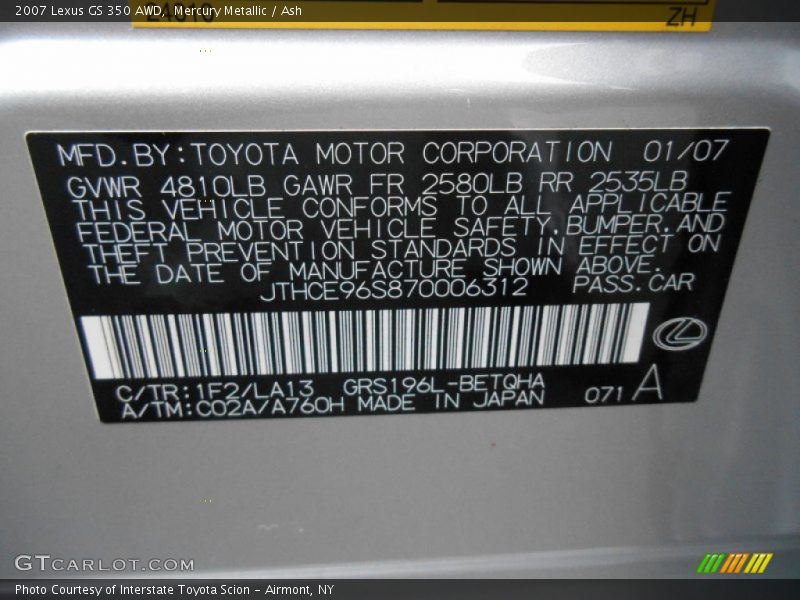 2007 Lexus GS 350 AWD, Mercury Metallic / Ash
ZH
MFD.BY:TOYOTA MOTOR CORPORATION 01/07
GVWR 4810LB GAWR FR 2580LB RR 2535LB
THIS VEHICLE CONFORMS TO ALL APPLICABLE
FEDERAL MOTOR VEHICLE SAFETY,BUMPER,AND
THEFT PREVENTION STANDARDS IN EFFECT ON
THE DATE OF MANUFACTURE SHOWN ABOVE.
JTHCE96S870006312 PASS.CAR
C/TR:1F2/LA13 GRS196L-BETQHA
A/TM:C02A/A760H MADE IN JAPAN 071 A
GTCARLOT.COM
Photo Courtesy of Interstate Toyota Scion - Airmont, NY